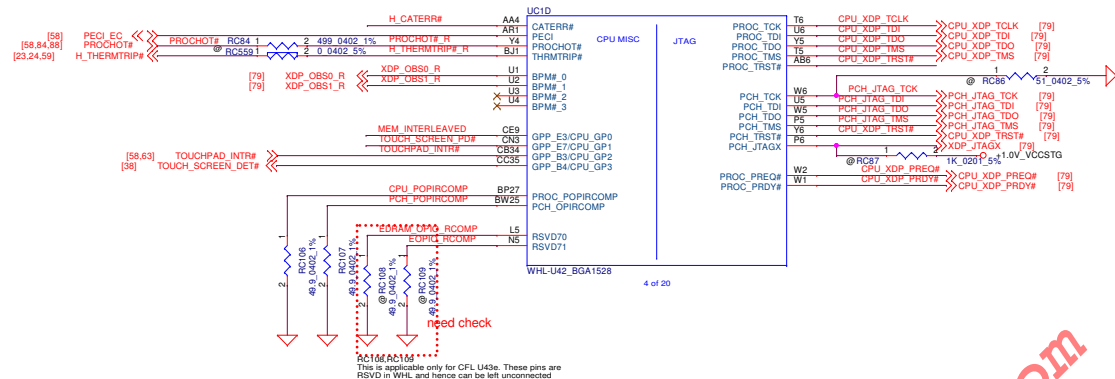 UC1D
CPU MISC
JTAG
H_CATERR#
AA4
CATERR#
[58]
PECI_EC
AR1
PECI
[58,84,88]
PROCHOT#
PROCHOT#
RC84
1
2
499_0402_1%
PROCHOT#_R
Y4
PROCHOT#
[23,24,59]
H_THERMTRIP#
@
RC559
1
2
0_0402_5%
H_THERMTRIP#_R
BJ1
THRMTRIP#
[79]
XDP_OBS0_R
XDP_OBS0_R
U1
BPM#_0
[79]
XDP_OBS1_R
XDP_OBS1_R
U2
BPM#_1
U3
BPM#_2
U4
BPM#_3
MEM_INTERLEAVED
CE9
GPP_E3/CPU_GP0
TOUCH_SCREEN_PD#
CN3
GPP_E7/CPU_GP1
[58,63]
TOUCHPAD_INTR#
TOUCHPAD_INTR#
CB34
GPP_B3/CPU_GP2
[38]
TOUCH_SCREEN_DET#
CC35
GPP_B4/CPU_GP3
CPU_POPIRCOMP
BP27
PROC_POPIRCOMP
PCH_POPIRCOMP
BW25
PCH_OPIRCOMP
EDRAM_OPIO_RCOMP
L5
RSVD70
EOPIO_RCOMP
N5
RSVD71
PROC_TCK
T6
CPU_XDP_TCLK
CPU_XDP_TCLK
[79]
PROC_TDI
U6
CPU_XDP_TDI
CPU_XDP_TDI
[79]
PROC_TDO
Y5
CPU_XDP_TDO
CPU_XDP_TDO
[79]
PROC_TMS
T5
CPU_XDP_TMS
CPU_XDP_TMS
[79]
PROC_TRST#
AB6
CPU_XDP_TRST#
@
RC86
1
2
51_0402_5%
PCH_TCK
W6
PCH_JTAG_TCK
PCH_JTAG_TCK
[79]
PCH_TDI
U5
PCH_JTAG_TDI
PCH_JTAG_TDI
[79]
PCH_TDO
W5
PCH_JTAG_TDO
PCH_JTAG_TDO
[79]
PCH_TMS
P5
PCH_JTAG_TMS
PCH_JTAG_TMS
[79]
PCH_TRST#
Y6
CPU_XDP_TRST#
CPU_XDP_TRST#
[79]
PCH_JTAGX
P6
XDP_JTAGX
[79]
@
RC87
1
2
1K_0201_5%
+1.0V_VCCSTG
PROC_PREQ#
W2
CPU_XDP_PREQ#
CPU_XDP_PREQ#
[79]
PROC_PRDY#
W1
CPU_XDP_PRDY#
CPU_XDP_PRDY#
[79]
WHL-U42_BGA1528
4 of 20
1
2
RC106
49.9_0402_1%
1
2
RC107
49.9_0402_1%
1
2
@
RC108
49.9_0402_1%
1
2
@
RC109
49.9_0402_1%
need check
RC108,RC109
This is applicable only for CFL U43e. These pins are
RSVD in WHL and hence can be left unconnected
om